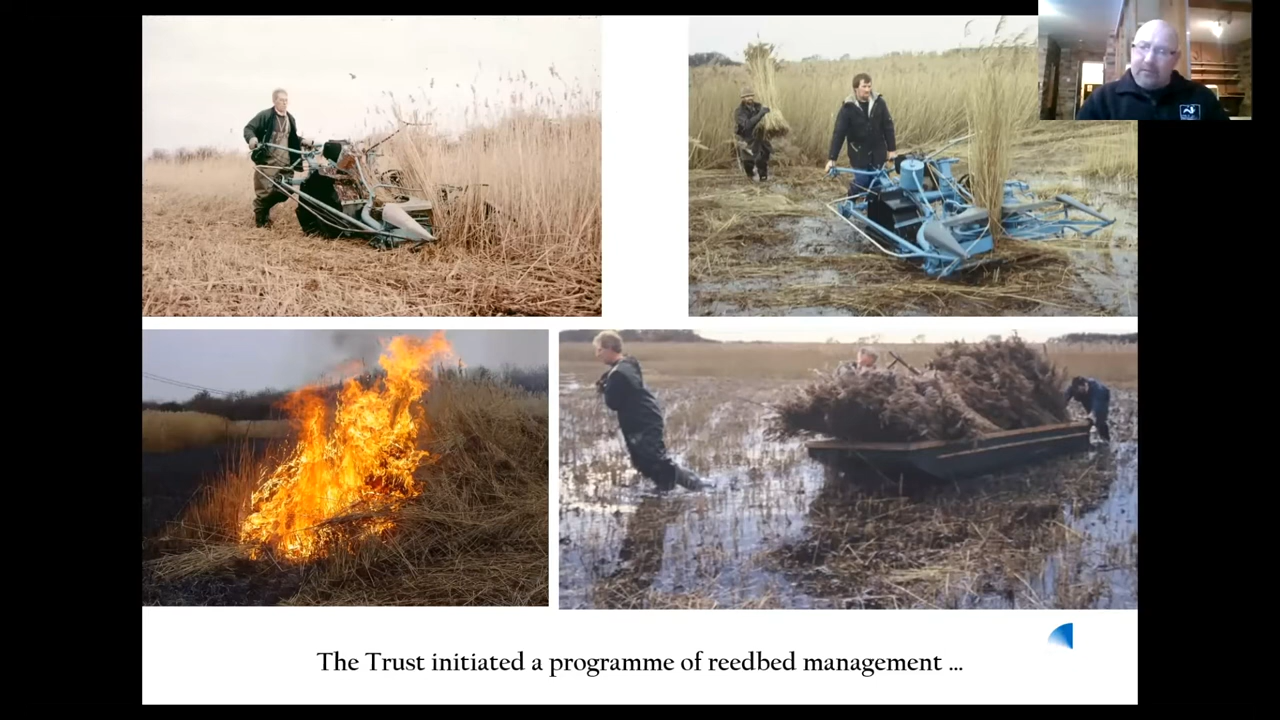 The Trust initiated a programme of reedbed management ...